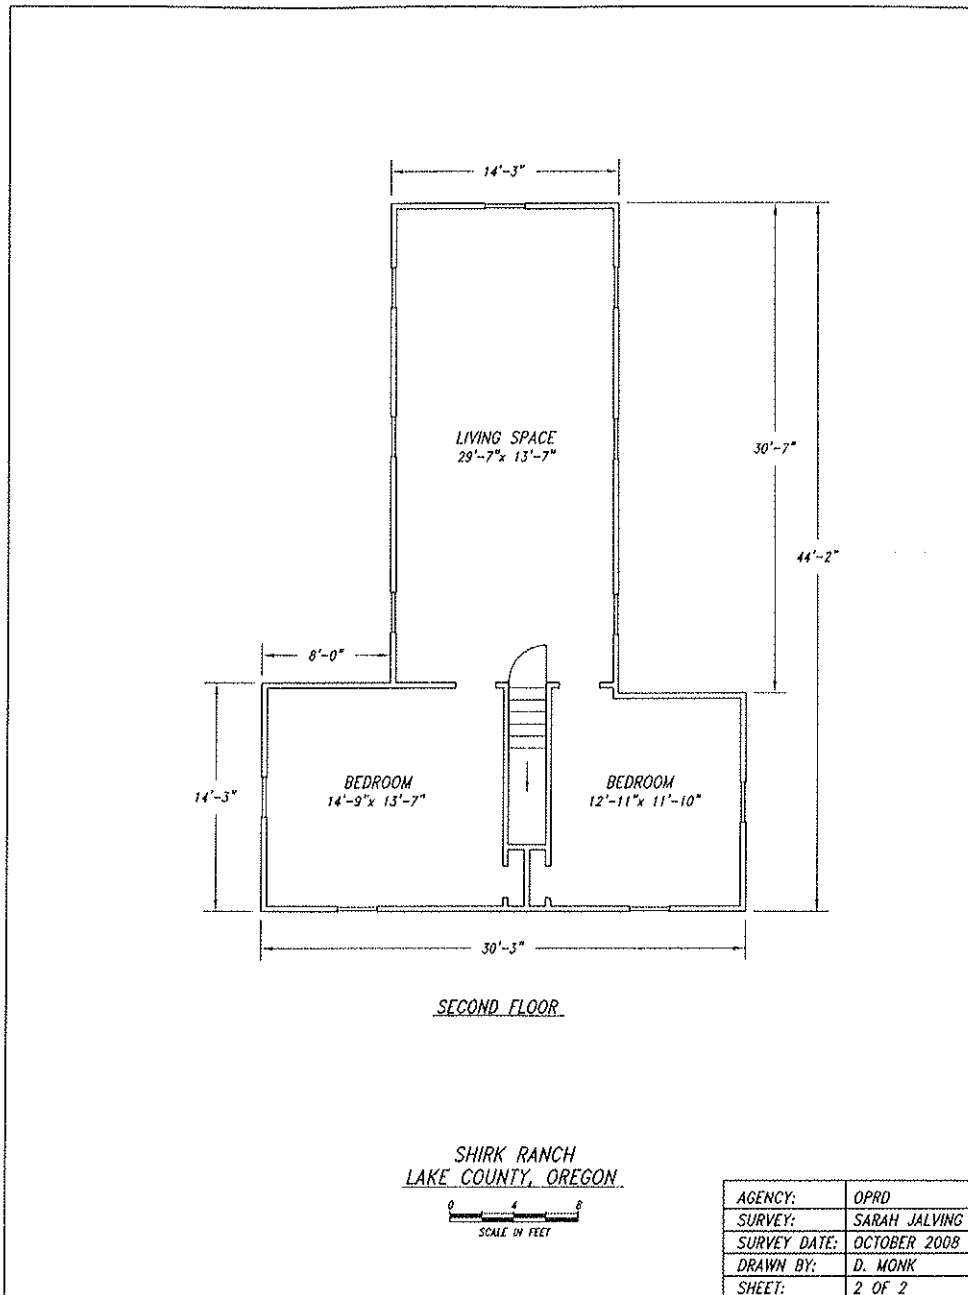 14'-3"
LIVING SPACE
29'-7"x 13'-7"
30'-7"
44'-2"
8'-0"
14'-3"
BEDROOM
14'-9"x 13'-7"
BEDROOM
12'-11"x 11'-10"
30'-3"
SECOND FLOOR
SHIRK RANCH
LAKE COUNTY, OREGON
0 4 8
SCALE IN FEET
AGENCY: OPRD
SURVEY: SARAH JALVING
SURVEY DATE: OCTOBER 2008
DRAWN BY: D. MONK
SHEET: 2 OF 2